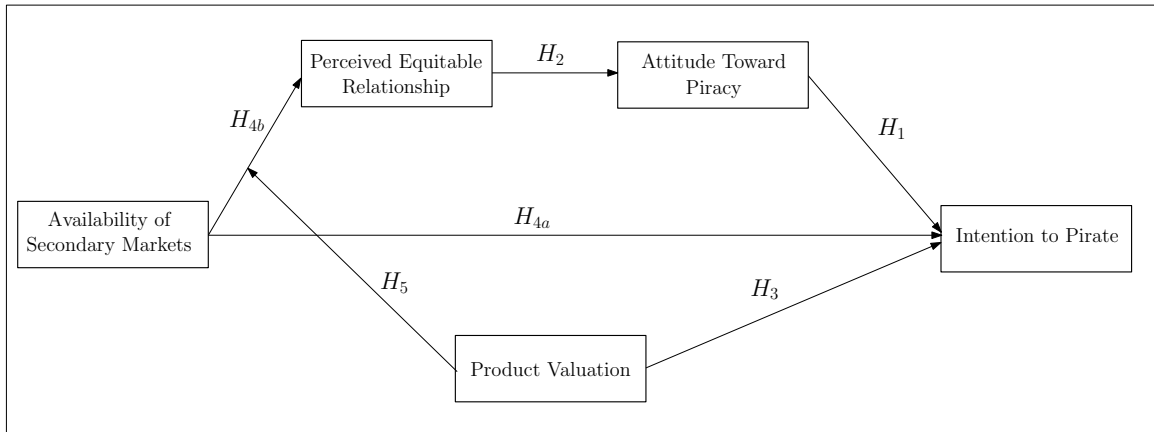 Perceived Equitable
Relationship
H2
Attitude Toward
Piracy
H4b
H1
Availability of
Secondary Markets
H4a
Intention to Pirate
H5
H3
Product Valuation